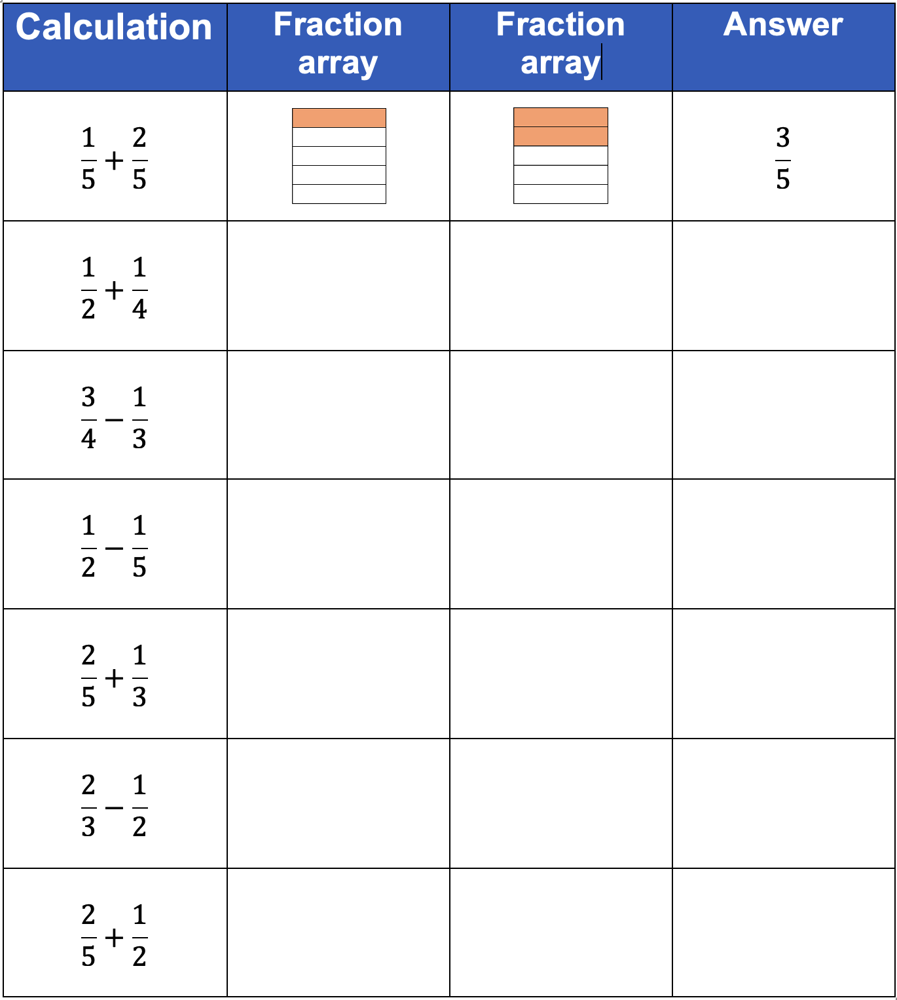 Calculation
Fraction array
Fraction array
Answer
1/5 + 2/5
3/5
1/2 + 1/4
3/4 − 1/3
1/2 − 1/5
2/5 + 1/3
2/3 − 1/2
2/5 + 1/2